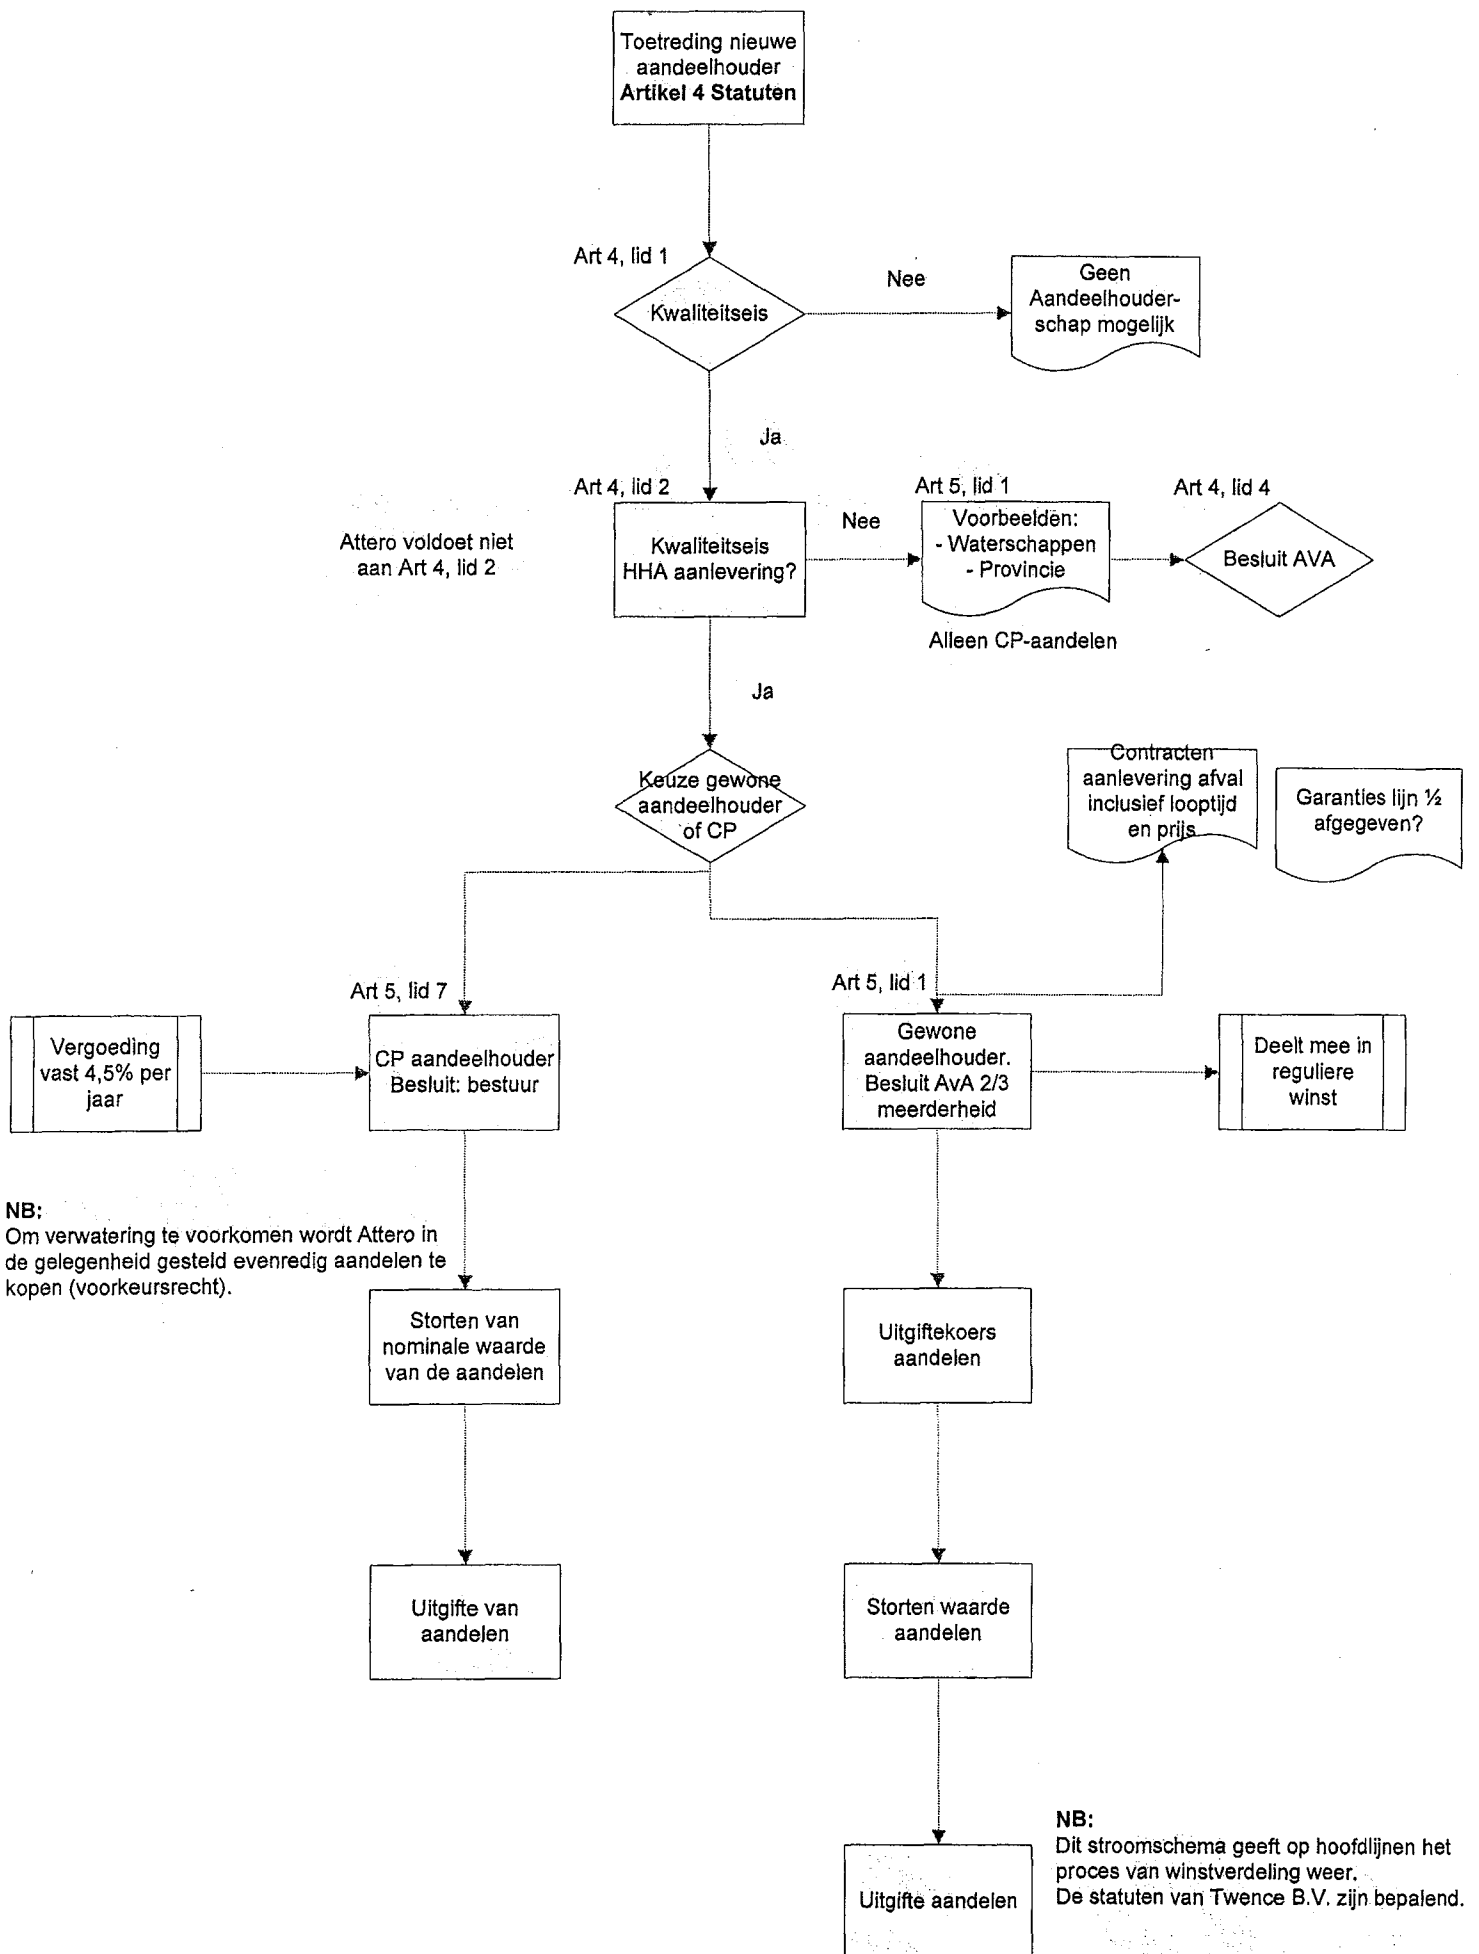 Toetreding nieuwe
aandeelhouder
Artikel 4 Statuten
Art 4, lid 1
Kwaliteitseis
Nee
Geen
Aandeelhouder-
schap mogelijk
Ja
Art 4, lid 2
Attero voldoet niet
aan Art 4, lid 2
Kwaliteitseis
HHA aanlevering?
Nee
Art 5, lid 1
Voorbeelden:
- Waterschappen
- Provincie
Alleen CP-aandelen
Art 4, lid 4
Besluit AVA
Ja
Keuze gewone
aandeelhouder
of CP
Contracten
aanlevering afval
inclusief looptijd
en prijs
Garanties lijn ½
afgegeven?
Art 5, lid 7
Vergoeding
vast 4,5% per
jaar
CP aandeelhouder
Besluit: bestuur
Art 5, lid 1
Gewone
aandeelhouder.
Besluit AvA 2/3
meerderheid
Deelt mee in
reguliere
winst
NB:
Om verwatering te voorkomen wordt Attero in
de gelegenheid gesteld evenredig aandelen te
kopen (voorkeursrecht).
Storten van
nominale waarde
van de aandelen
Uitgiftekoers
aandelen
Uitgifte van
aandelen
Storten waarde
aandelen
Uitgifte aandelen
NB:
Dit stroomschema geeft op hoofdlijnen het
proces van winstverdeling weer.
De statuten van Twence B.V. zijn bepalend.